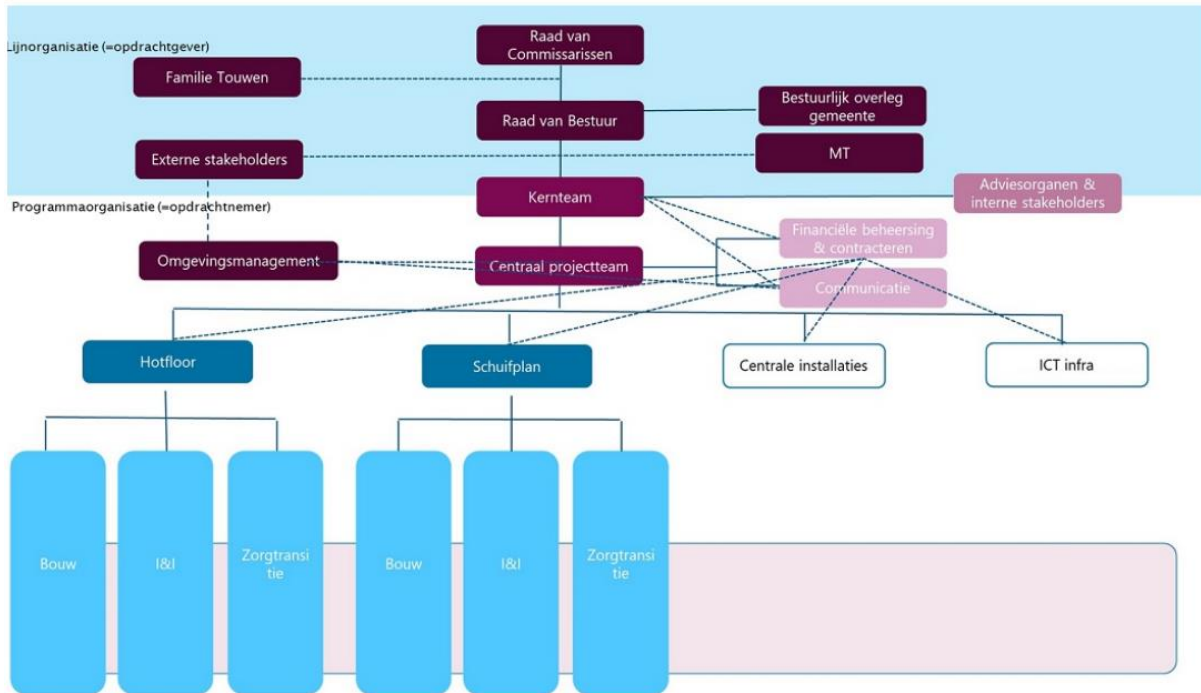 Lijnorganisatie (=opdrachtgever)
Raad van
Commissarissen
Familie Touwen
Raad van Bestuur
Bestuurlijk overleg
gemeente
Externe stakeholders
MT
Programmaorganisatie (=opdrachtnemer)
Kernteam
Adviesorganen &
interne stakeholders
Omgevingsmanagement
Centraal projectteam
Financiële beheersing
& contracteren
Communicatie
Hotfloor
Schuifplan
Centrale installaties
ICT infra
Bouw
I&I
Zorgtransi
tie
Bouw
I&I
Zorgtransi
tie